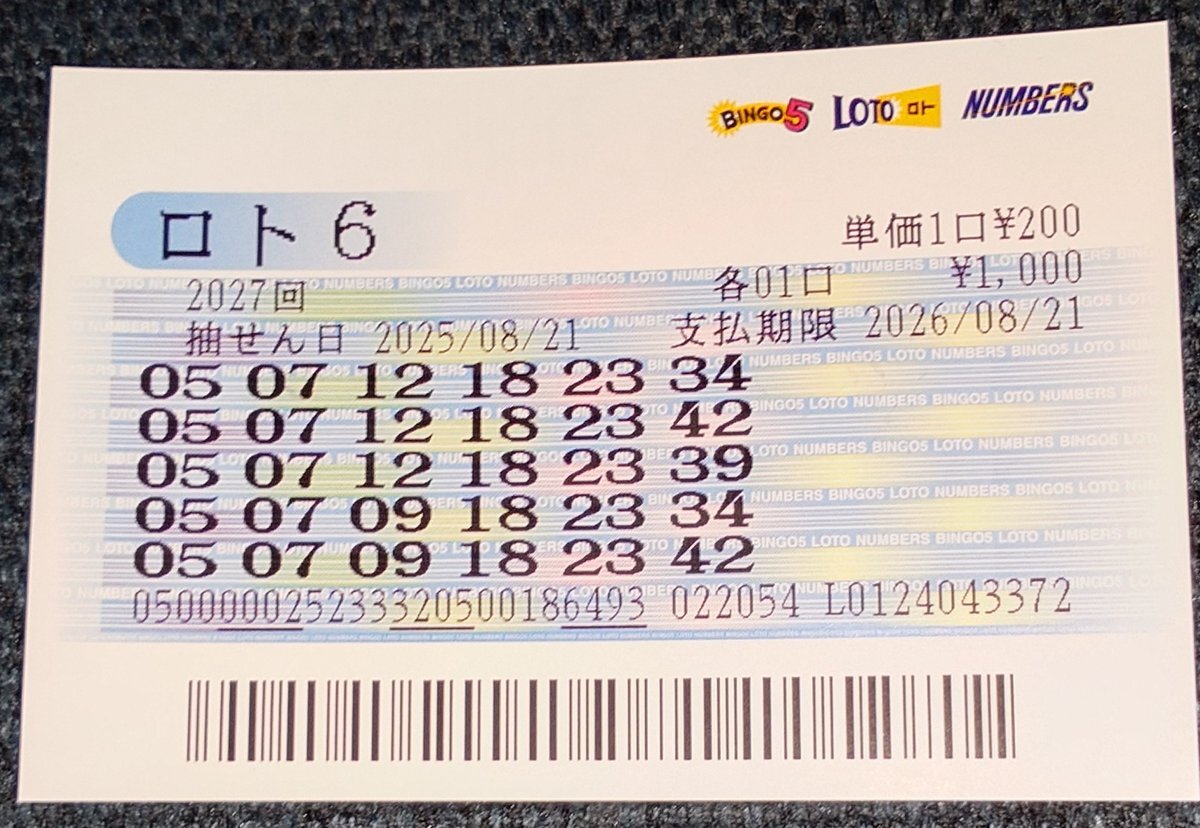 BINGO5 LOTO ロト NUMBERS
ロト6
単価1口¥200
2027回 各01口 ¥1,000
抽せん日 2025/08/21 支払期限 2026/08/21
05 07 12 18 23 34
05 07 12 18 23 42
05 07 12 18 23 39
05 07 09 18 23 34
05 07 09 18 23 42
050000025233320500186493 022054 L0124043372